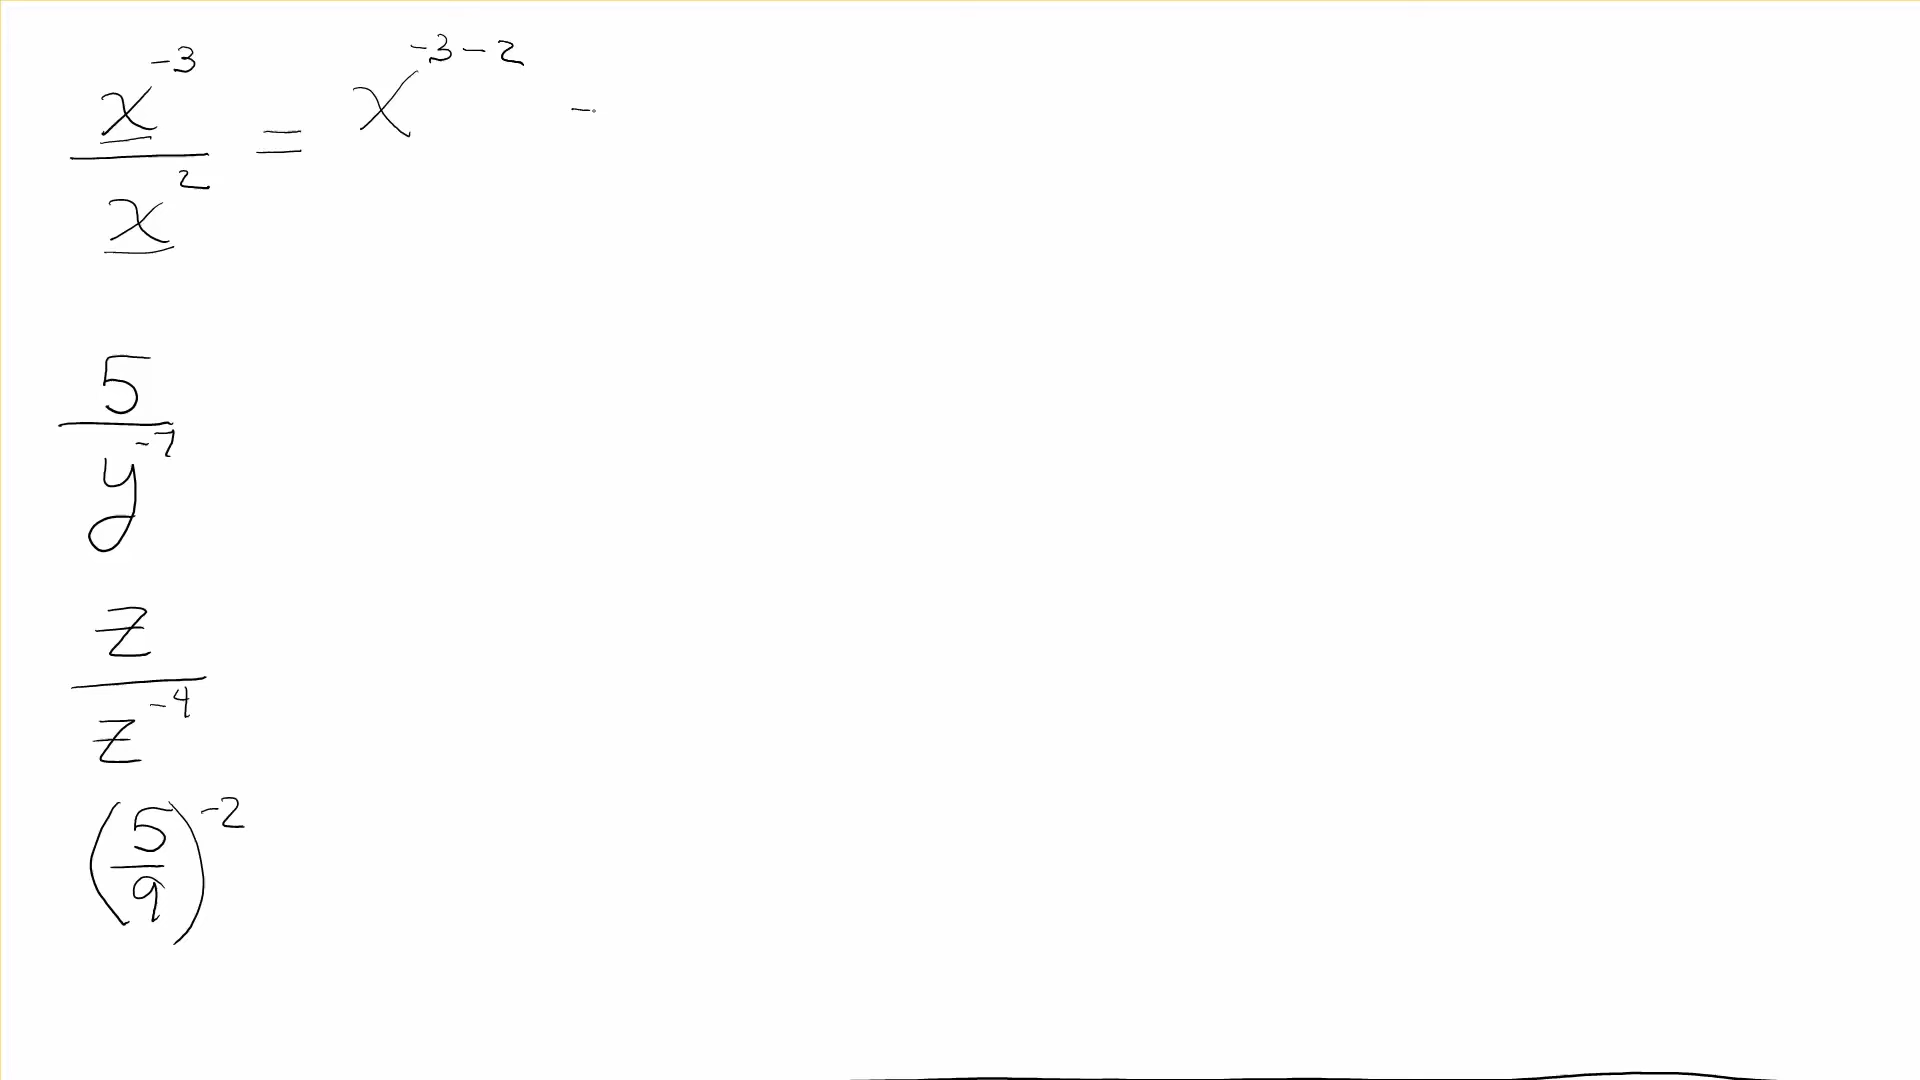 x^{-3}/x^{2} = x^{-3-2} -
5/y^{-7}
z/z^{-4}
(5/9)^{-2}